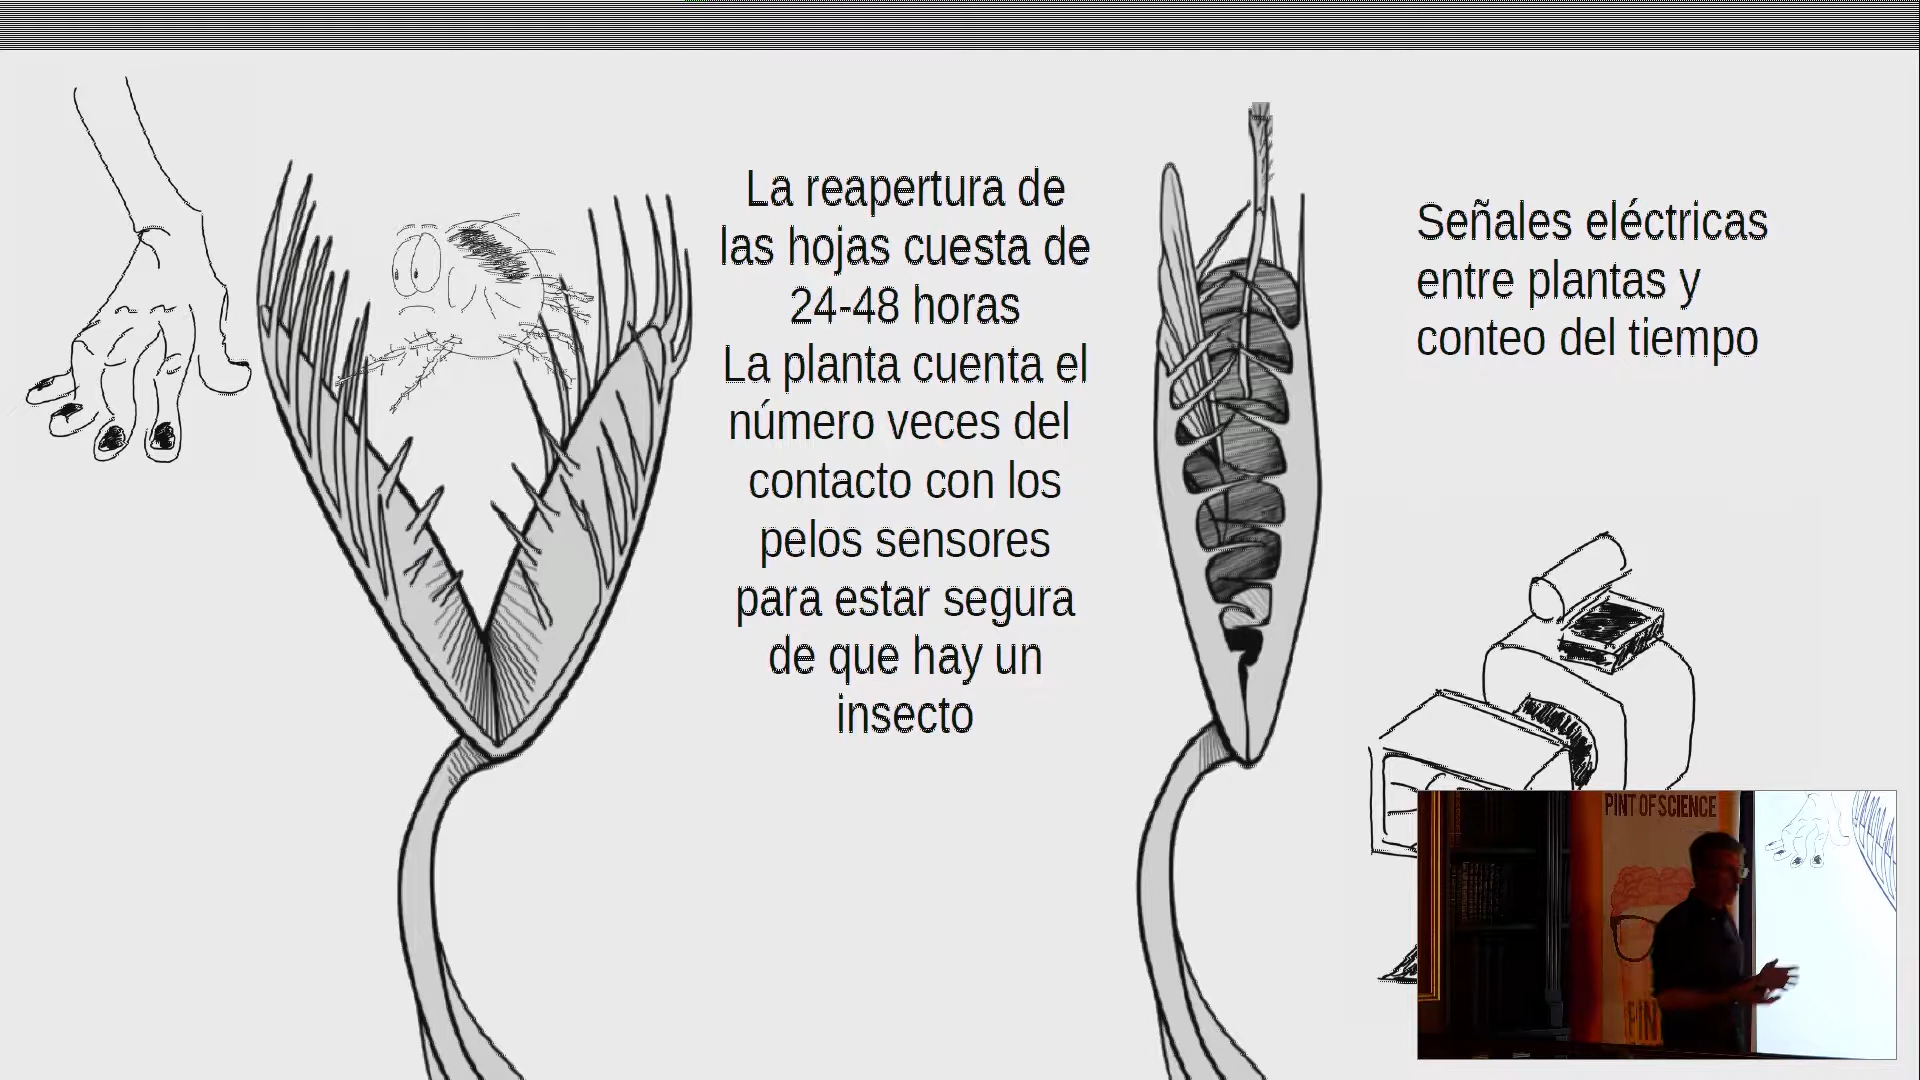 La reapertura de
las hojas cuesta de
24-48 horas
La planta cuenta el
número veces del
contacto con los
pelos sensores
para estar segura
de que hay un
insecto
Señales eléctricas
entre plantas y
conteo del tiempo
PINT OF SCIENCE
PIN